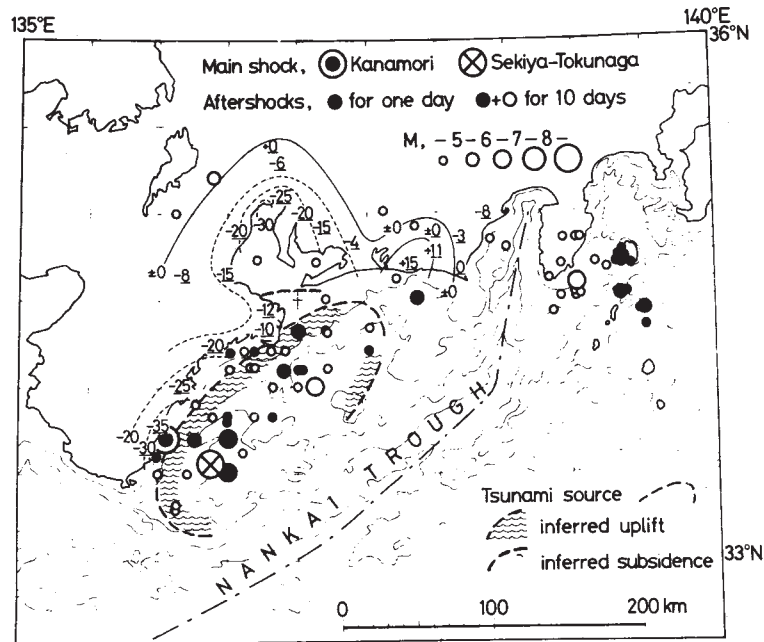 135°E
140°E
36°N
Main shock, Kanamori Sekiya-Tokunaga
Aftershocks, for one day + for 10 days
M, -5-6-7-8-
±0
-6
-25
-20
-20
-30
-15
-4
±0
±0
-3
-8
+11
+15
0
±0
±0
-8
-15
-12
-10
-20
-25
-35
-20
-30
NANKAI TROUGH
Tsunami source
inferred uplift
inferred subsidence
33°N
0 100 200 km